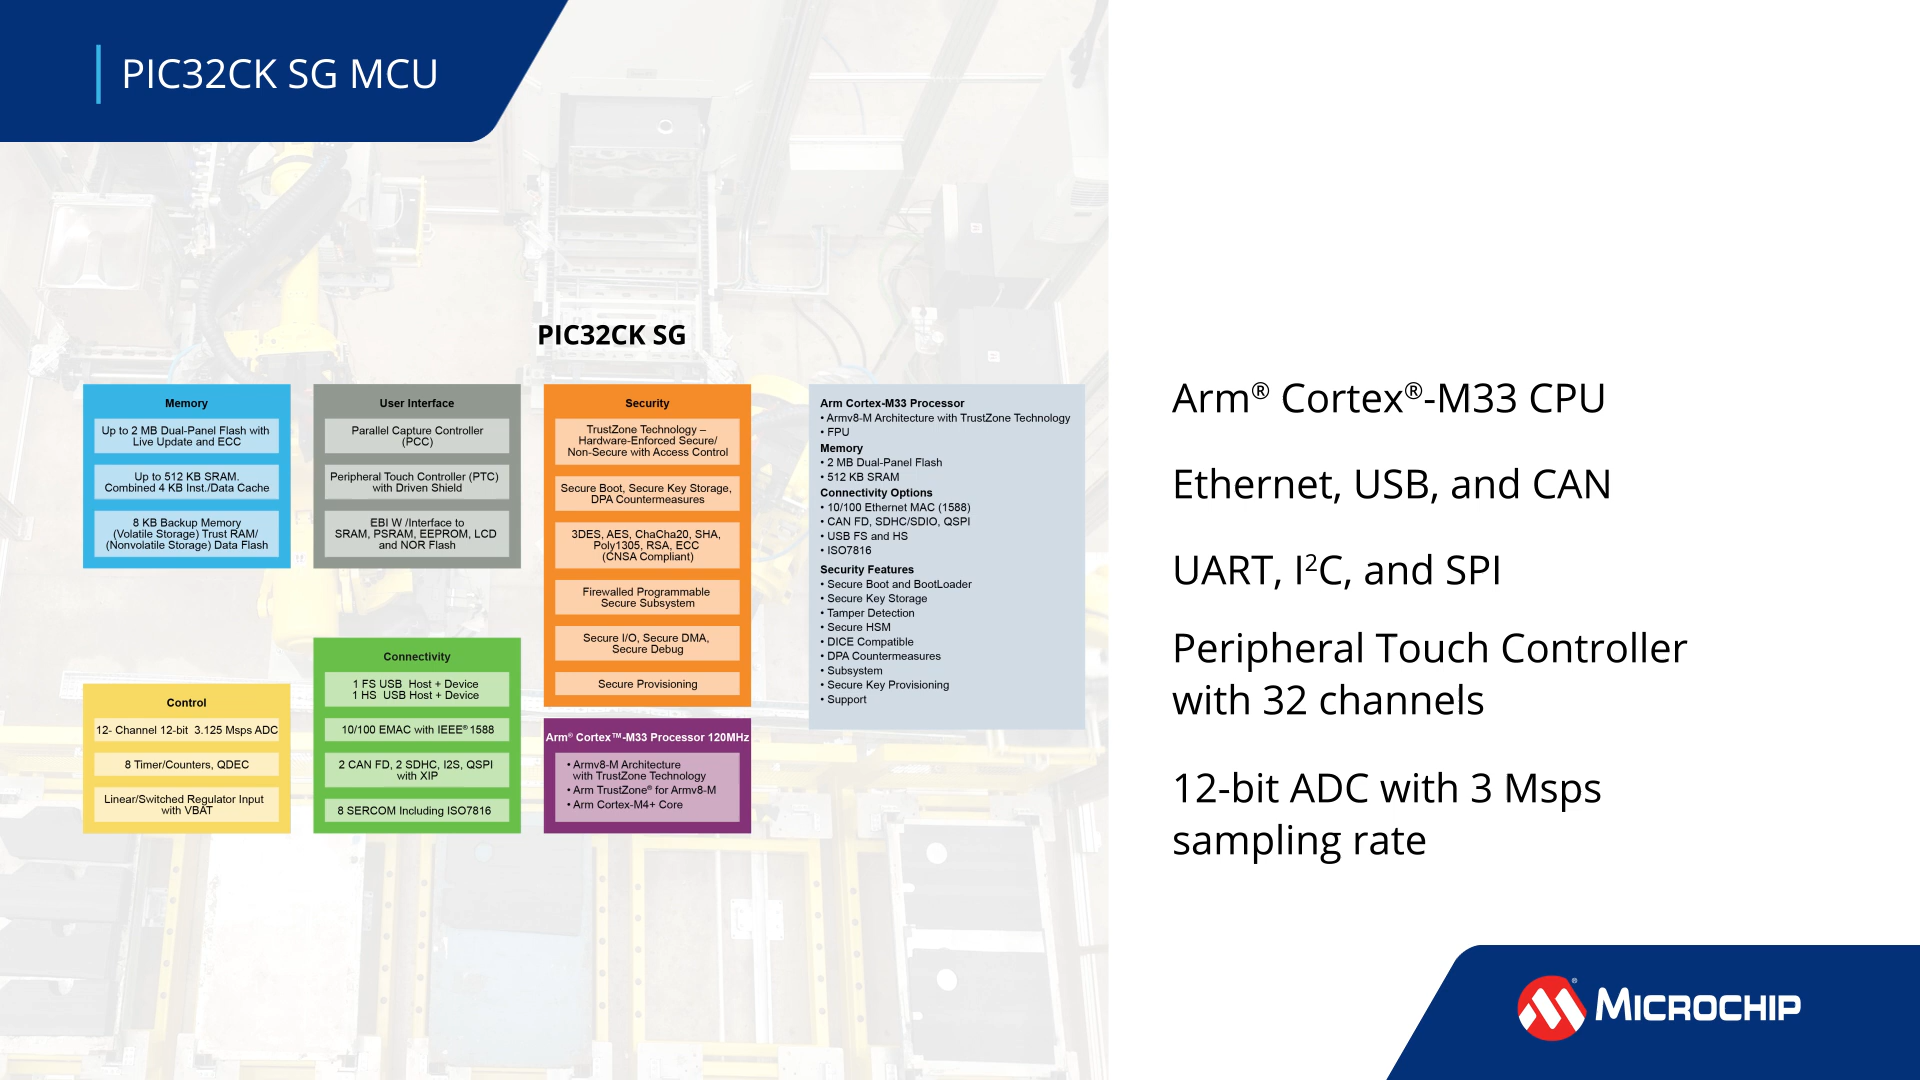 PIC32CK SG MCU
PIC32CK SG
Memory
Up to 2 MB Dual-Panel Flash with
Live Update and ECC
Up to 512 KB SRAM.
Combined 4 KB Inst./Data Cache
8 KB Backup Memory
(Volatile Storage) Trust RAM/
(Nonvolatile Storage) Data Flash
Control
12- Channel 12-bit 3.125 Msps ADC
8 Timer/Counters, QDEC
Linear/Switched Regulator Input
with VBAT
User Interface
Parallel Capture Controller
(PCC)
Peripheral Touch Controller (PTC)
with Driven Shield
EBI W /Interface to
SRAM, PSRAM, EEPROM, LCD
and NOR Flash
Connectivity
1 FS USB Host + Device
1 HS USB Host + Device
10/100 EMAC with IEEE® 1588
2 CAN FD, 2 SDHC, I2S, QSPI
with XIP
8 SERCOM Including ISO7816
Security
TrustZone Technology –
Hardware-Enforced Secure/
Non-Secure with Access Control
Secure Boot, Secure Key Storage,
DPA Countermeasures
3DES, AES, ChaCha20, SHA,
Poly1305, RSA, ECC
(CNSA Compliant)
Firewalled Programmable
Secure Subsystem
Secure I/O, Secure DMA,
Secure Debug
Secure Provisioning
Arm® Cortex™-M33 Processor 120MHz
• Armv8-M Architecture
with TrustZone Technology
• Arm TrustZone® for Armv8-M
• Arm Cortex-M4+ Core
Arm Cortex-M33 Processor
• Armv8-M Architecture with TrustZone Technology
• FPU
Memory
• 2 MB Dual-Panel Flash
• 512 KB SRAM
Connectivity Options
• 10/100 Ethernet MAC (1588)
• CAN FD, SDHC/SDIO, QSPI
• USB FS and HS
• ISO7816
Security Features
• Secure Boot and BootLoader
• Secure Key Storage
• Tamper Detection
• Secure HSM
• DICE Compatible
• DPA Countermeasures
• Subsystem
• Secure Key Provisioning
• Support
Arm® Cortex®-M33 CPU
Ethernet, USB, and CAN
UART, I²C, and SPI
Peripheral Touch Controller
with 32 channels
12-bit ADC with 3 Msps
sampling rate
® MICROCHIP